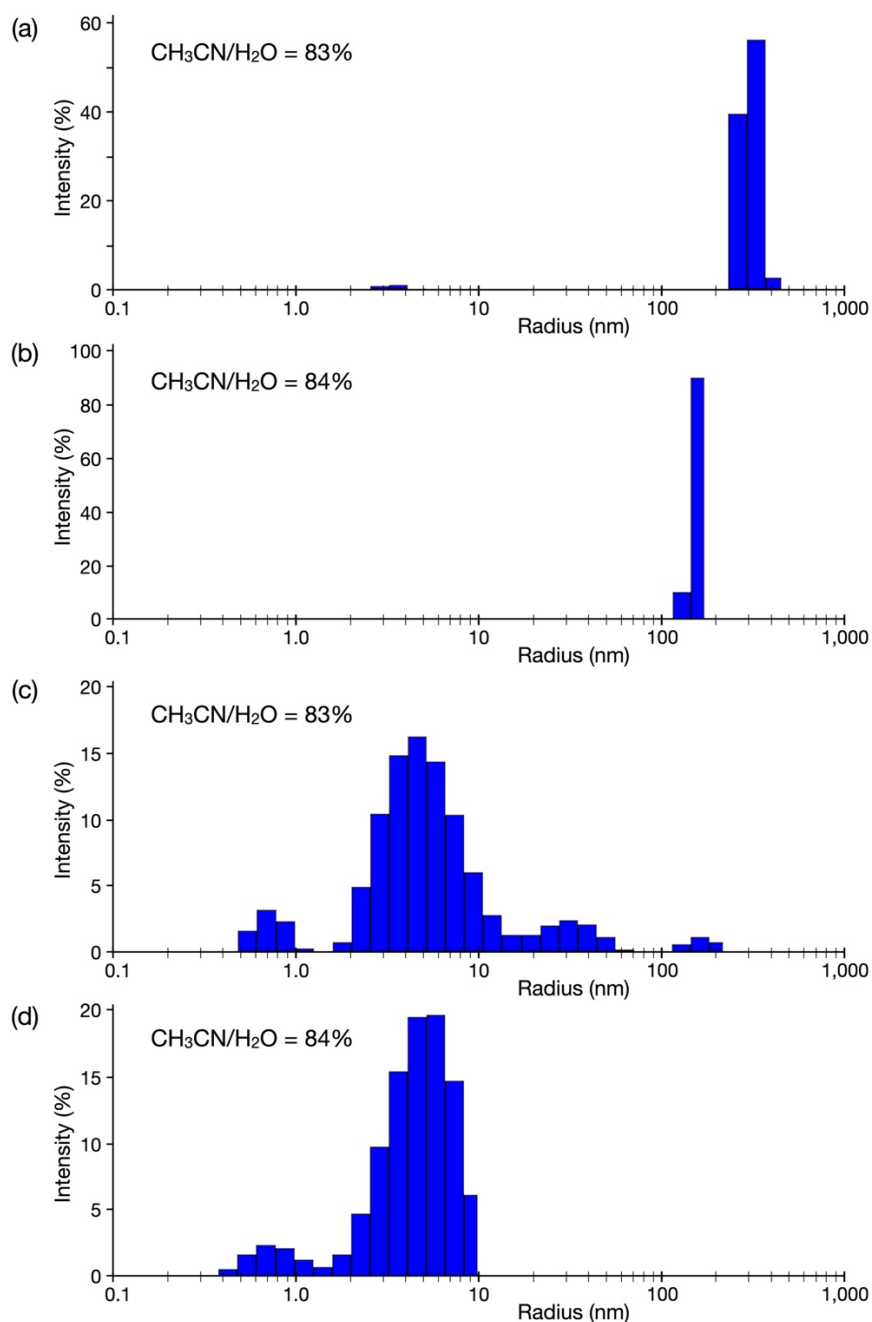 (a)
CH₃CN/H₂O = 83%
Intensity (%)
60
40
20
0
0.1 1.0 10 100 1,000
Radius (nm)
(b)
CH₃CN/H₂O = 84%
Intensity (%)
100
80
60
40
20
0
0.1 1.0 10 100 1,000
Radius (nm)
(c)
CH₃CN/H₂O = 83%
Intensity (%)
20
15
10
5
0
0.1 1.0 10 100 1,000
Radius (nm)
(d)
CH₃CN/H₂O = 84%
Intensity (%)
20
15
10
5
0
0.1 1.0 10 100 1,000
Radius (nm)